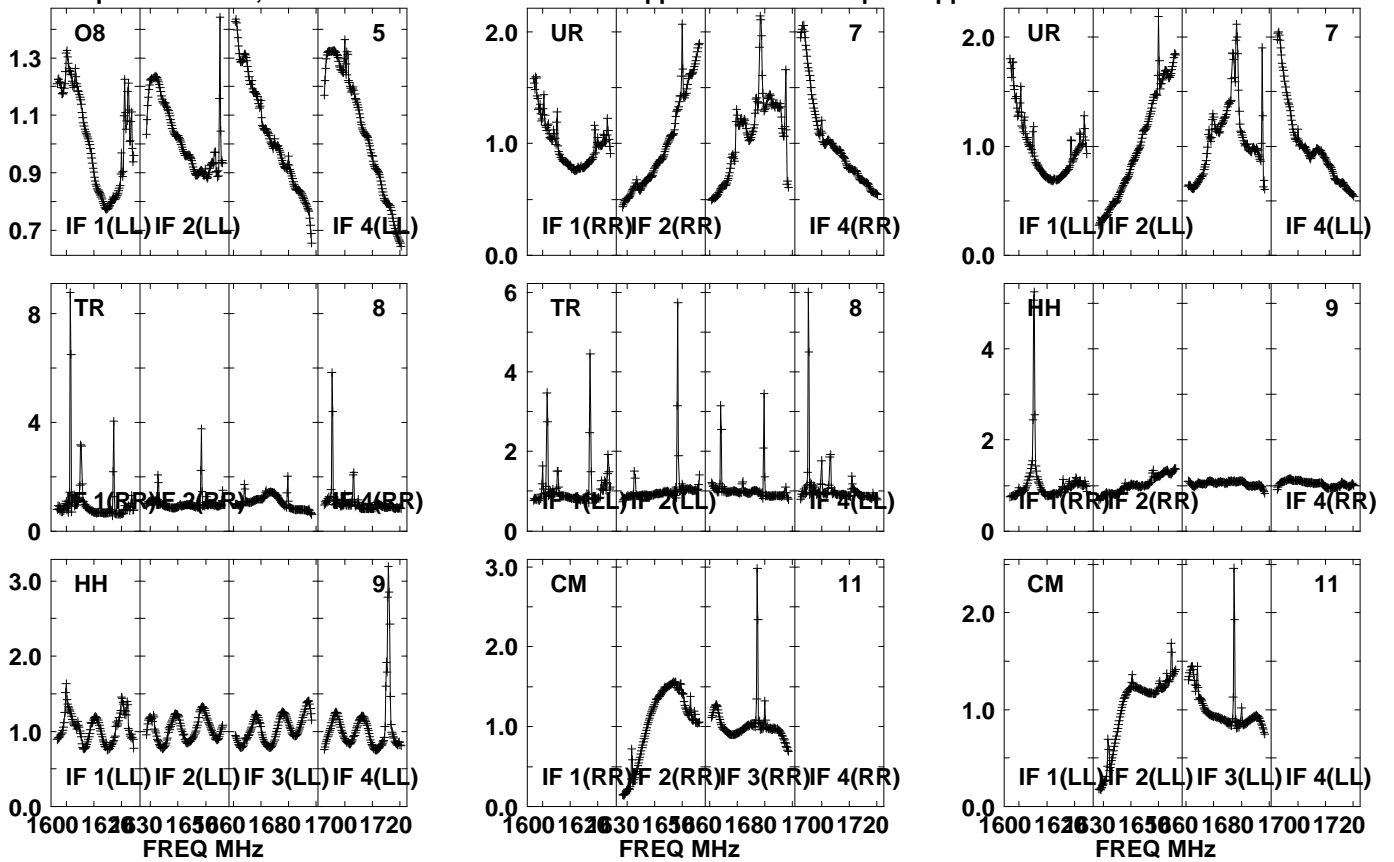 O8 5
1.3
1.1
0.9
0.7
IF 1(LL) IF 2(LL) IF 4(LL)
UR 7
2.0
1.0
0.0
IF 1(RR) IF 2(RR) IF 4(RR)
UR 7
2.0
1.0
0.0
IF 1(LL) IF 2(LL) IF 4(LL)
TR 8
8
4
0
IF 1(RR) IF 2(RR) IF 4(RR)
TR 8
6
4
2
0
IF 1(LL) IF 2(LL) IF 4(LL)
HH 9
4
2
0
IF 1(RR) IF 2(RR) IF 4(RR)
HH 9
3.0
2.0
1.0
0.0
IF 1(LL) IF 2(LL) IF 3(LL) IF 4(LL)
1600 1620 1630 1650 1660 1680 1700 1720
FREQ MHz
CM 11
3.0
2.0
1.0
0.0
IF 1(RR) IF 2(RR) IF 3(RR) IF 4(RR)
1600 1620 1630 1650 1660 1680 1700 1720
FREQ MHz
CM 11
2.0
1.0
0.0
IF 1(LL) IF 2(LL) IF 3(LL) IF 4(LL)
1600 1620 1630 1650 1660 1680 1700 1720
FREQ MHz